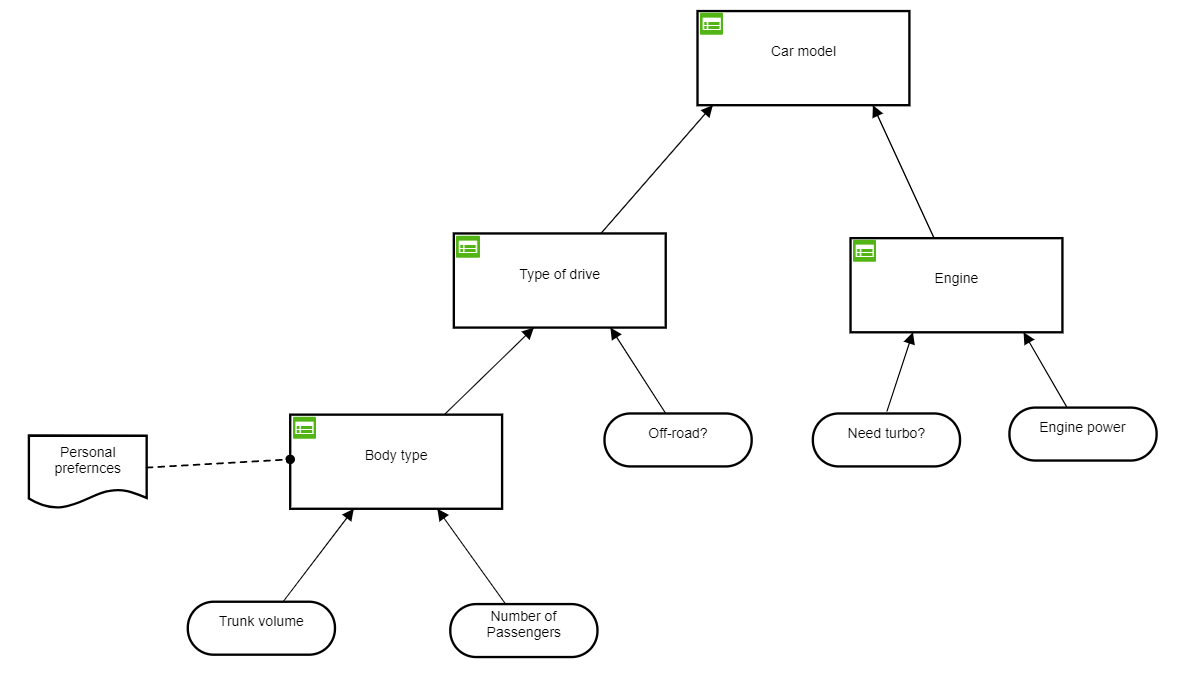 Car model
Type of drive
Engine
Personal
prefernces
Body type
Off-road?
Need turbo?
Engine power
Trunk volume
Number of
Passengers